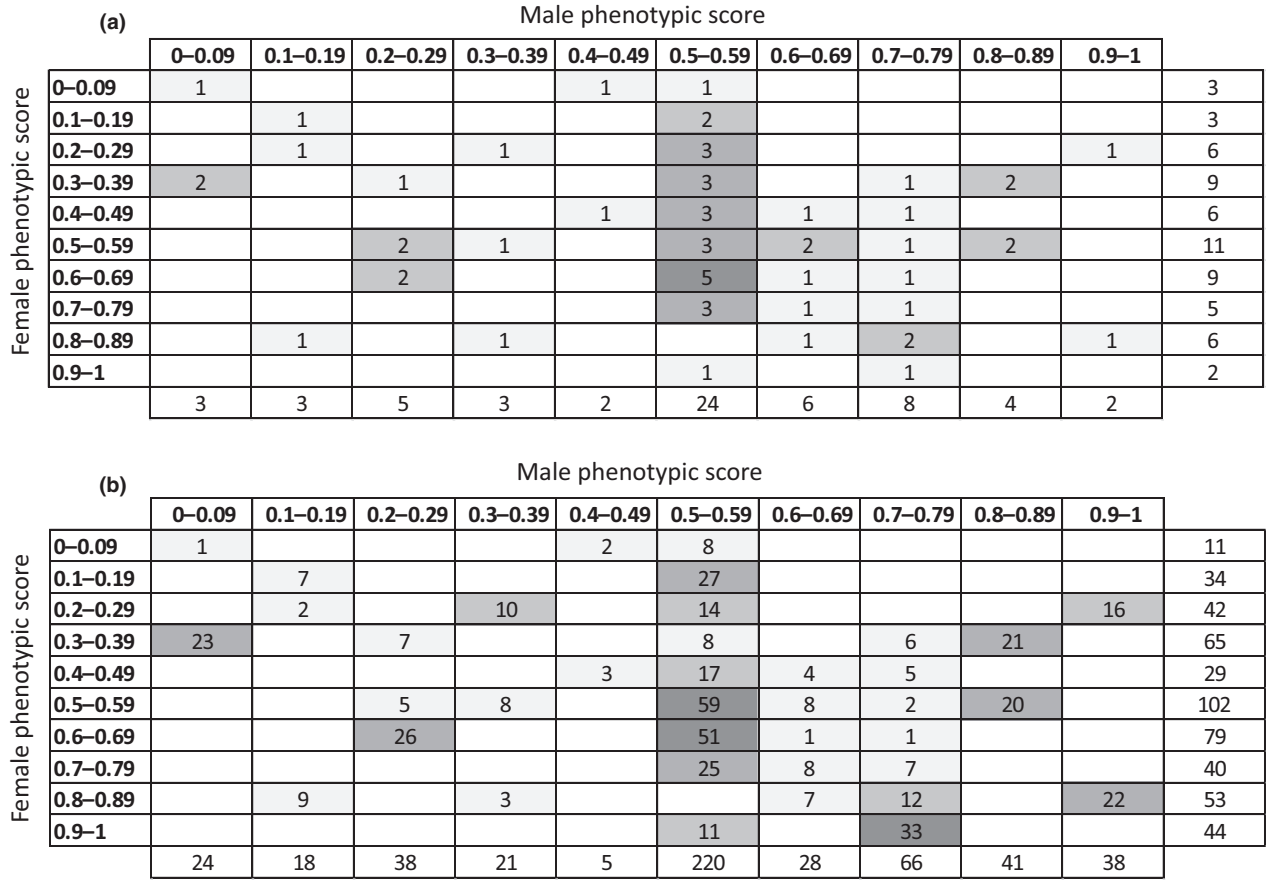 (a)
Male phenotypic score
0–0.09 0.1–0.19 0.2–0.29 0.3–0.39 0.4–0.49 0.5–0.59 0.6–0.69 0.7–0.79 0.8–0.89 0.9–1
Female phenotypic score
0–0.09 1 1 1 3
0.1–0.19 1 2 3
0.2–0.29 1 1 3 1 6
0.3–0.39 2 1 3 1 2 9
0.4–0.49 1 3 1 1 6
0.5–0.59 2 1 3 2 1 2 11
0.6–0.69 2 5 1 1 9
0.7–0.79 3 1 1 5
0.8–0.89 1 1 1 2 1 6
0.9–1 1 1 2
3 3 5 3 2 24 6 8 4 2
(b)
Male phenotypic score
0–0.09 0.1–0.19 0.2–0.29 0.3–0.39 0.4–0.49 0.5–0.59 0.6–0.69 0.7–0.79 0.8–0.89 0.9–1
Female phenotypic score
0–0.09 1 2 8 11
0.1–0.19 7 27 34
0.2–0.29 2 10 14 16 42
0.3–0.39 23 7 8 6 21 65
0.4–0.49 3 17 4 5 29
0.5–0.59 5 8 59 8 2 20 102
0.6–0.69 26 51 1 1 79
0.7–0.79 25 8 7 40
0.8–0.89 9 3 7 12 22 53
0.9–1 11 33 44
24 18 38 21 5 220 28 66 41 38